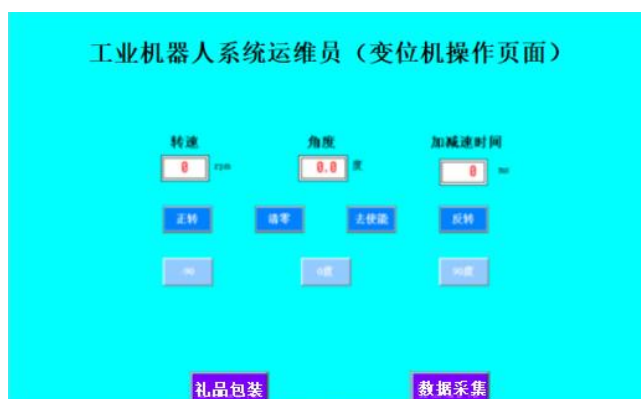 工业机器人系统运维员（变位机操作页面）
转速 角度 加减速时间
0 rpm 0.0 度 0 ms
正转 清零 去使能 反转
-90 0度 90度
礼品包装 数据采集